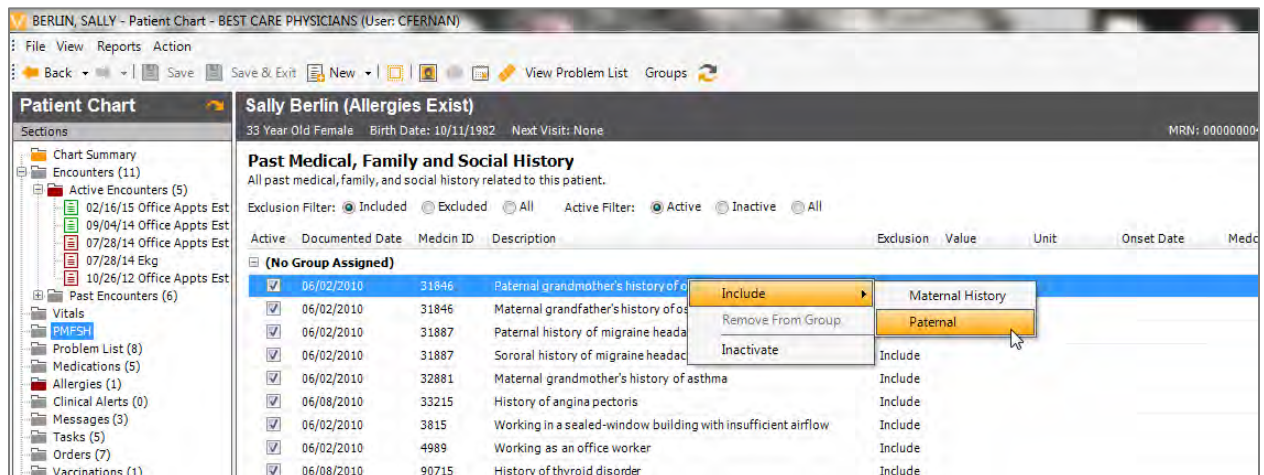 BERLIN, SALLY - Patient Chart - BEST CARE PHYSICIANS (User: CFERNAN)
File View Reports Action
Back Save Save & Exit New View Problem List Groups
Patient Chart
Sections
Chart Summary
Encounters (11)
Active Encounters (5)
02/16/15 Office Appts Est
09/04/14 Office Appts Est
07/28/14 Office Appts Est
07/28/14 Ekg
10/26/12 Office Appts Est
Past Encounters (6)
Vitals
PMFSH
Problem List (8)
Medications (5)
Allergies (1)
Clinical Alerts (0)
Messages (3)
Tasks (5)
Orders (7)
Vaccinations (1)
Sally Berlin (Allergies Exist)
33 Year Old Female Birth Date: 10/11/1982 Next Visit: None MRN: 00000000
Past Medical, Family and Social History
All past medical, family, and social history related to this patient.
Exclusion Filter: Included Excluded All Active Filter: Active Inactive All
Active Documented Date Medcin ID Description Exclusion Value Unit Onset Date Medc
(No Group Assigned)
06/02/2010 31846 Paternal grandmother's history of o
06/02/2010 31846 Maternal grandfather's history of os
06/02/2010 31887 Paternal history of migraine heada
06/02/2010 31887 Sororal history of migraine headac Include
06/02/2010 32881 Maternal grandmother's history of asthma Include
06/08/2010 33215 History of angina pectoris Include
06/02/2010 3815 Working in a sealed-window building with insufficient airflow Include
06/02/2010 4989 Working as an office worker Include
06/08/2010 90715 History of thyroid disorder Include
Include
Remove From Group
Inactivate
Maternal History
Paternal